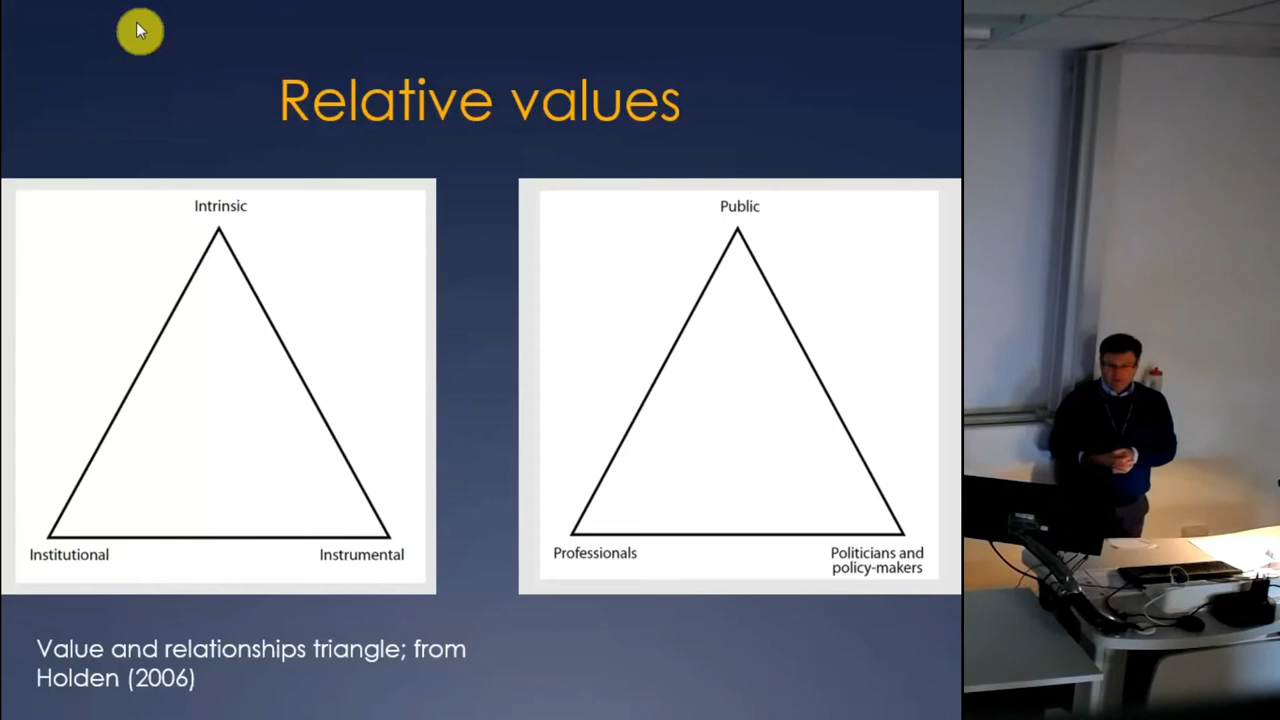 Relative values
Intrinsic
Institutional
Instrumental
Public
Professionals
Politicians and
policy-makers
Value and relationships triangle; from
Holden (2006)